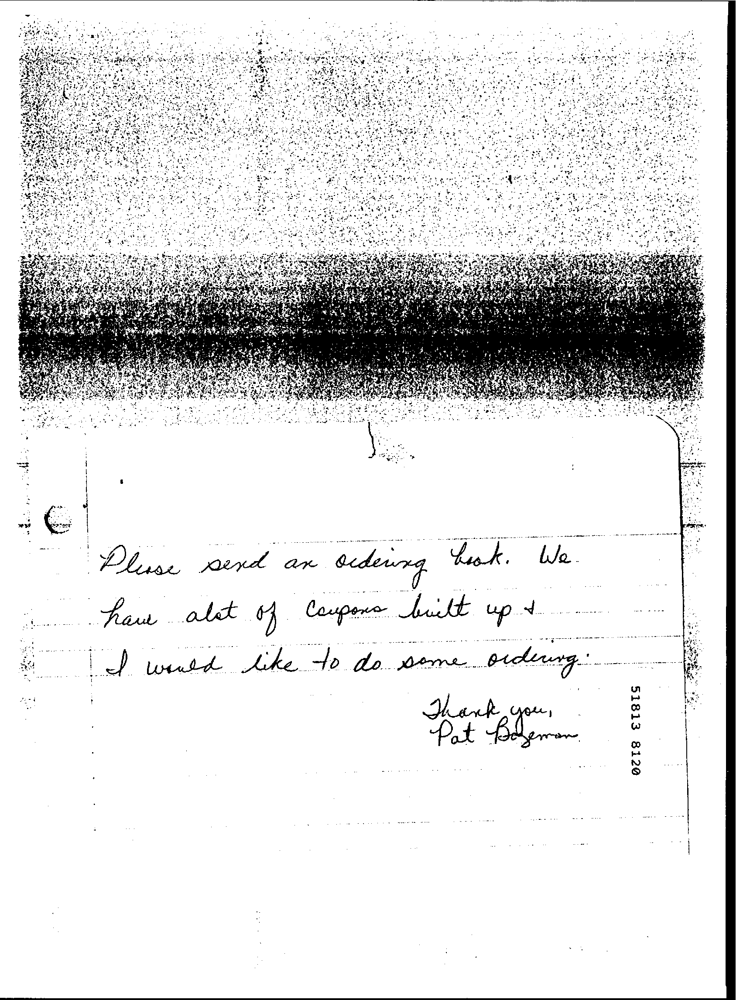 Please send an ordering book. We
have alot of coupons built up &
I would like to do some ordering.
Thank you,
Pat Bozeman
51813 8120